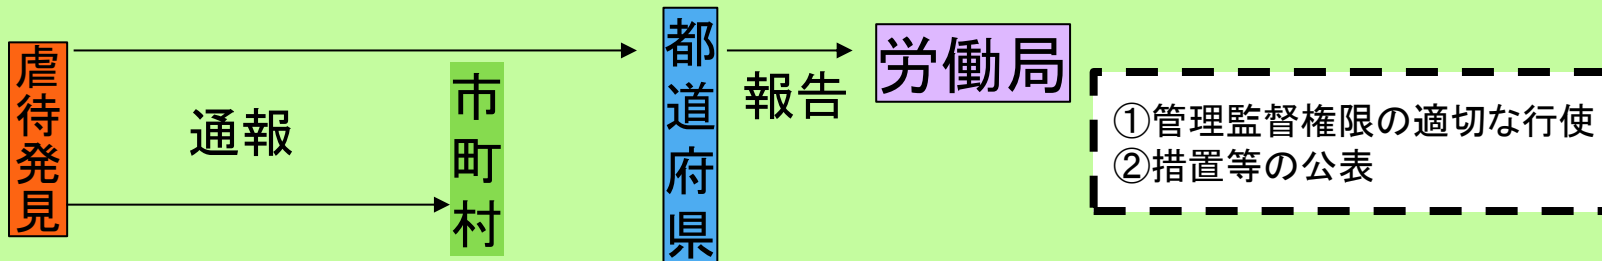 虐待発見
通報
市町村
都道府県
報告
労働局
①管理監督権限の適切な行使
②措置等の公表